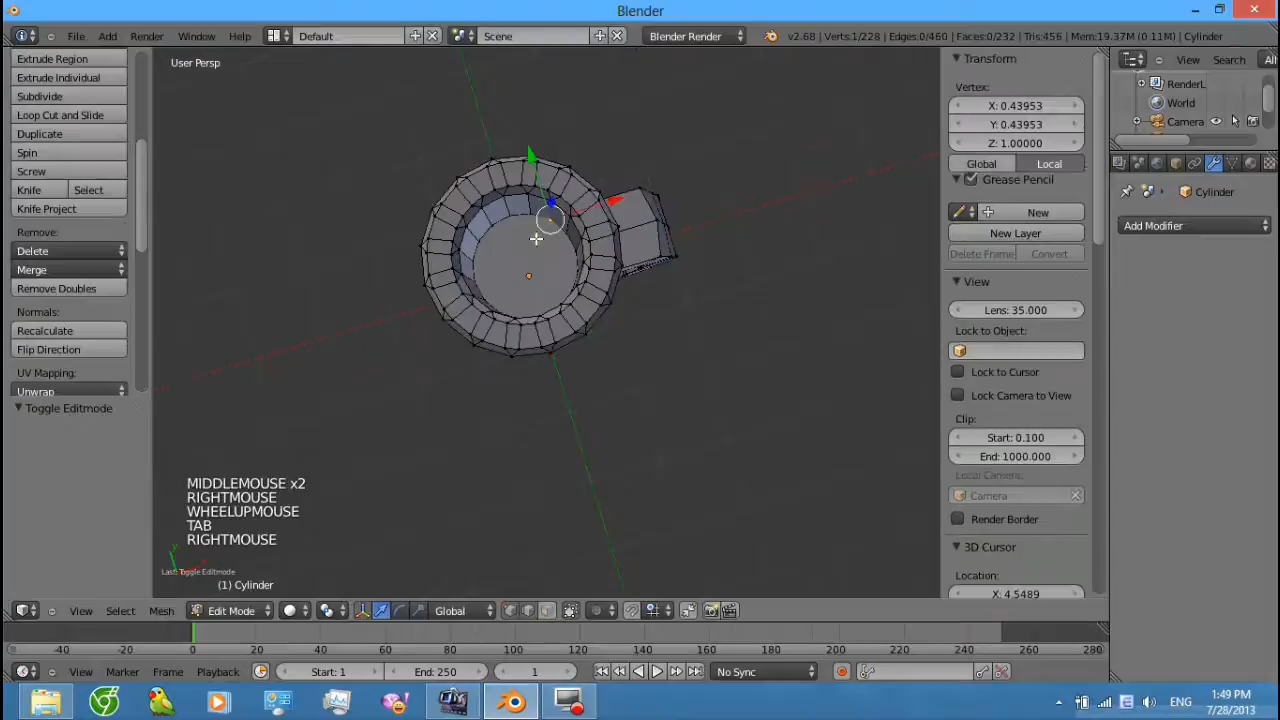 Blender
File Add Render Window Help Default Scene Blender Render v2.68 | Verts:1/228 | Edges:0/460 | Faces:0/232 | Tris:456 | Mem:19.37M (0.11M) | Cylinder
Extrude Region
Extrude Individual
Subdivide
Loop Cut and Slide
Duplicate
Spin
Screw
Knife Select
Knife Project
Remove:
Delete
Merge
Remove Doubles
Normals:
Recalculate
Flip Direction
UV Mapping:
Unwrap
Toggle Editmode
User Persp
MIDDLEMOUSE x2
RIGHTMOUSE
WHEELUPMOUSE
TAB
RIGHTMOUSE
Last: Toggle Editmode
(1) Cylinder
Transform
Vertex:
X: 0.43953
Y: 0.43953
Z: 1.00000
Global Local
Grease Pencil
New
New Layer
Delete Frame Convert
View
Lens: 35.000
Lock to Object:
Lock to Cursor
Lock Camera to View
Clip:
Start: 0.100
End: 1000.000
Local Camera:
Camera
Render Border
3D Cursor
Location:
X: 4.5489
View Search All
RenderL
World
Camera
Cylinder
Add Modifier
View Select Mesh Edit Mode Global
-40 -20 0 20 40 60 80 100 120 140 160 180 200 220 240 260 280
View Marker Frame Playback Start: 1 End: 250 1 No Sync
ENG
1:49 PM
7/28/2013